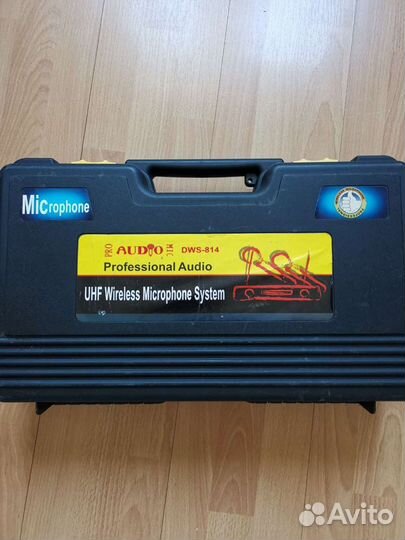 Microphone
PRO AUDIO MIC DWS-814
Professional Audio
UHF Wireless Microphone System
Avito